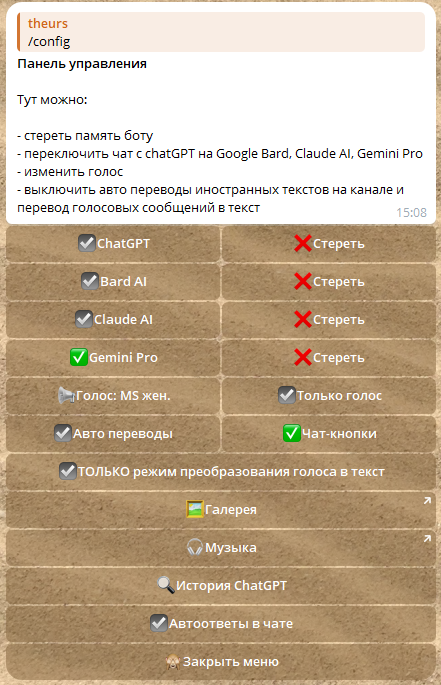 theurs
/config
Панель управления
Тут можно:
- стереть память боту
- переключить чат с chatGPT на Google Bard, Claude AI, Gemini Pro
- изменить голос
- выключить авто переводы иностранных текстов на канале и
перевод голосовых сообщений в текст
15:08
ChatGPT
Стереть
Bard AI
Стереть
Claude AI
Стереть
Gemini Pro
Стереть
Голос: MS жен.
Только голос
Авто переводы
Чат-кнопки
ТОЛЬКО режим преобразования голоса в текст
Галерея
Музыка
История ChatGPT
Автоответы в чате
Закрыть меню